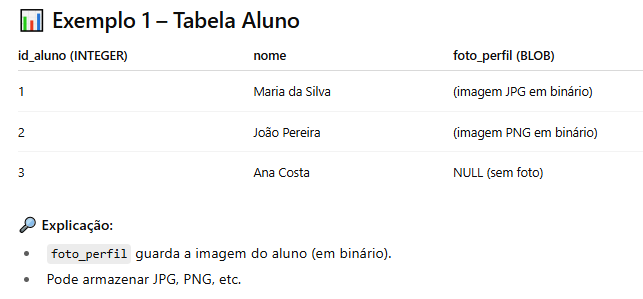 📊 Exemplo 1 – Tabela Aluno
id_aluno (INTEGER) nome foto_perfil (BLOB)
1 Maria da Silva (imagem JPG em binário)
2 João Pereira (imagem PNG em binário)
3 Ana Costa NULL (sem foto)
🔎 Explicação:
• foto_perfil guarda a imagem do aluno (em binário).
• Pode armazenar JPG, PNG, etc.